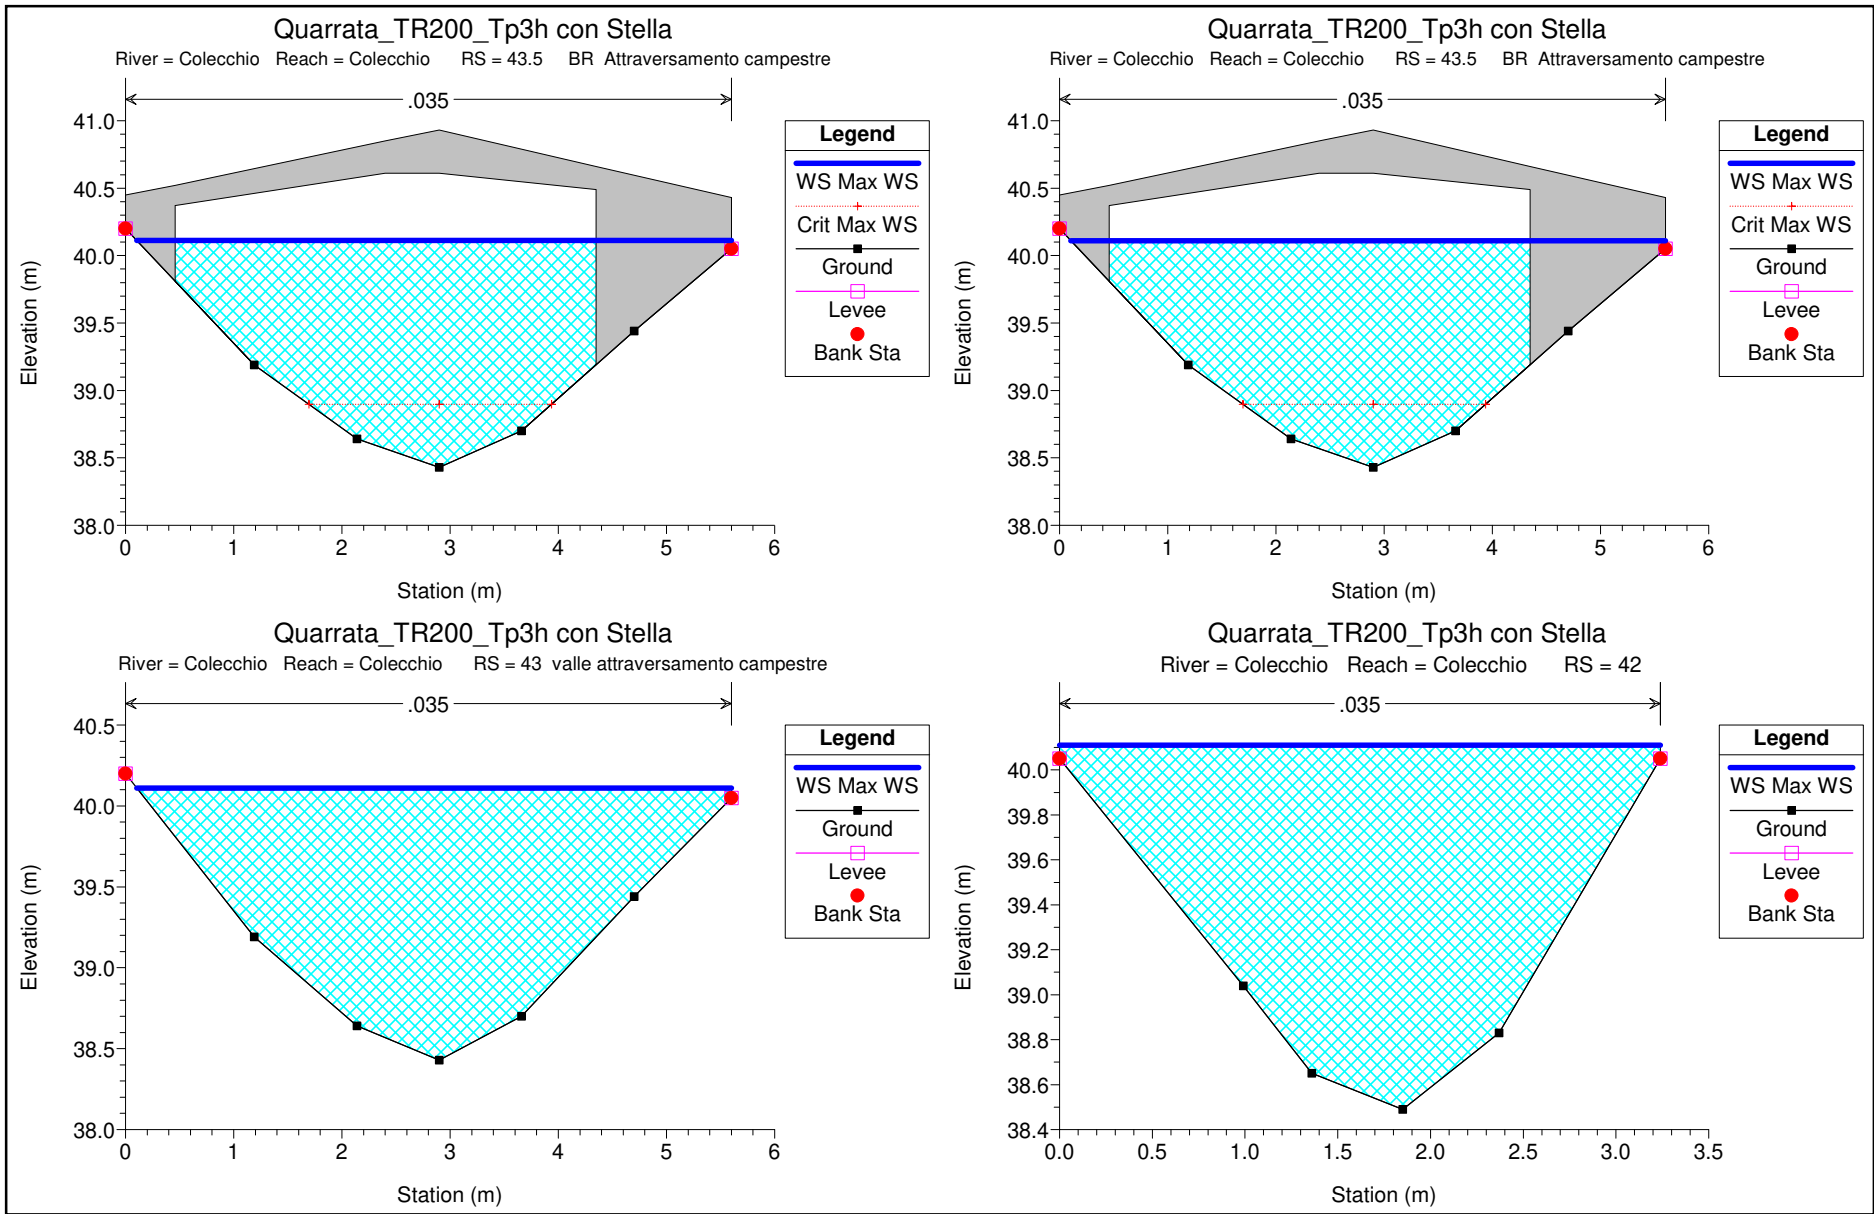 Quarrata_TR200_Tp3h con Stella
River = Colecchio Reach = Colecchio RS = 43.5 BR Attraversamento campestre
.035
41.0
40.5
40.0
39.5
39.0
38.5
38.0
Elevation (m)
0 1 2 3 4 5 6
Station (m)
Legend
WS Max WS
Crit Max WS
Ground
Levee
Bank Sta
Quarrata_TR200_Tp3h con Stella
River = Colecchio Reach = Colecchio RS = 43.5 BR Attraversamento campestre
.035
41.0
40.5
40.0
39.5
39.0
38.5
38.0
Elevation (m)
0 1 2 3 4 5 6
Station (m)
Legend
WS Max WS
Crit Max WS
Ground
Levee
Bank Sta
Quarrata_TR200_Tp3h con Stella
River = Colecchio Reach = Colecchio RS = 43 valle attraversamento campestre
.035
40.5
40.0
39.5
39.0
38.5
38.0
Elevation (m)
0 1 2 3 4 5 6
Station (m)
Legend
WS Max WS
Ground
Levee
Bank Sta
Quarrata_TR200_Tp3h con Stella
River = Colecchio Reach = Colecchio RS = 42
.035
40.0
39.8
39.6
39.4
39.2
39.0
38.8
38.6
38.4
Elevation (m)
0.0 0.5 1.0 1.5 2.0 2.5 3.0 3.5
Station (m)
Legend
WS Max WS
Ground
Levee
Bank Sta